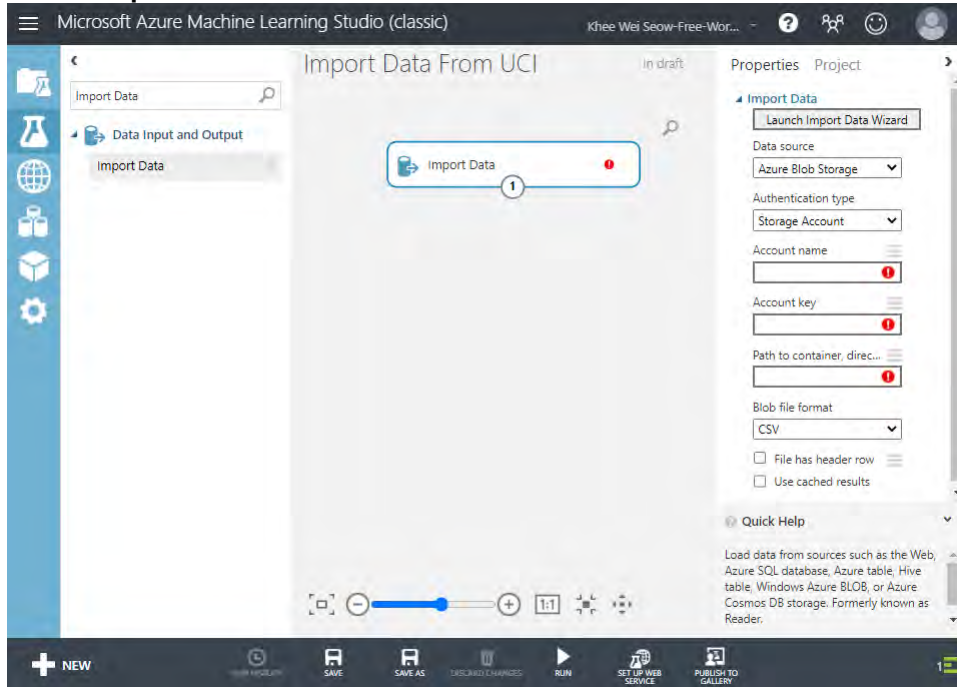 Microsoft Azure Machine Learning Studio (classic)
Khee Wei Seow-Free-Wor...
?
Import Data
Data Input and Output
Import Data
Import Data From UCI
In draft
Import Data
1
1:1
Properties Project
Import Data
Launch Import Data Wizard
Data source
Azure Blob Storage
Authentication type
Storage Account
Account name
Account key
Path to container, direc...
Blob file format
CSV
File has header row
Use cached results
Quick Help
Load data from sources such as the Web,
Azure SQL database, Azure table, Hive
table, Windows Azure BLOB, or Azure
Cosmos DB storage. Formerly known as
Reader.
NEW
RUN HISTORY
SAVE
SAVE AS
DISCARD CHANGES
RUN
SET UP WEB
SERVICE
PUBLISH TO
GALLERY
1